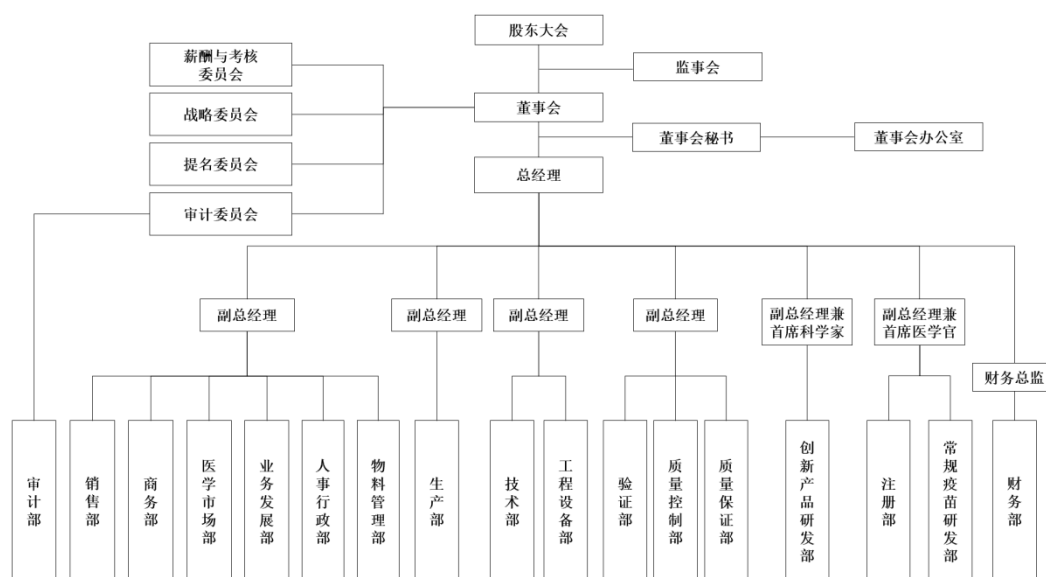 股东大会
薪酬与考核
委员会
监事会
战略委员会
董事会
董事会秘书
董事会办公室
提名委员会
总经理
审计委员会
副总经理
副总经理
副总经理
副总经理
副总经理兼
首席科学家
副总经理兼
首席医学官
财务总监
审计部
销售部
商务部
医学市场部
业务发展部
人事行政部
物料管理部
生产部
技术部
工程设备部
验证部
质量控制部
质量保证部
创新产品研发部
注册部
常规疫苗研发部
财务部